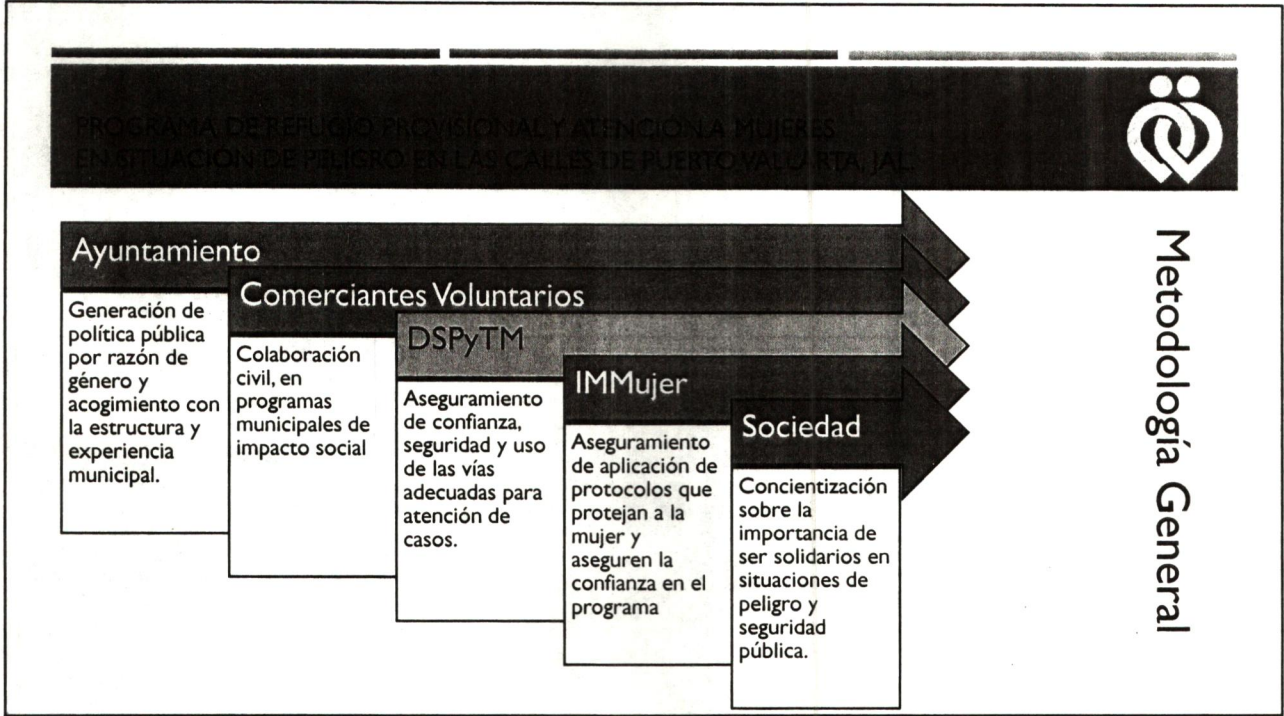 PROGRAMA DE REFUGIO PROVISIONAL Y ATENCION A MUJERES
EN SITUACIÓN DE PELIGRO EN LAS CALLES DE PUERTO VALLARTA, JAL.
Metodología General
Ayuntamiento
Generación de
política pública
por razón de
género y
acogimiento con
la estructura y
experiencia
municipal.
Comerciantes Voluntarios
Colaboración
civil, en
programas
municipales de
impacto social
DSPyTM
Aseguramiento
de confianza,
seguridad y uso
de las vías
adecuadas para
atención de
casos.
IMMujer
Aseguramiento
de aplicación de
protocolos que
protejan a la
mujer y
aseguren la
confianza en el
programa
Sociedad
Concientización
sobre la
importancia de
ser solidarios en
situaciones de
peligro y
seguridad
pública.